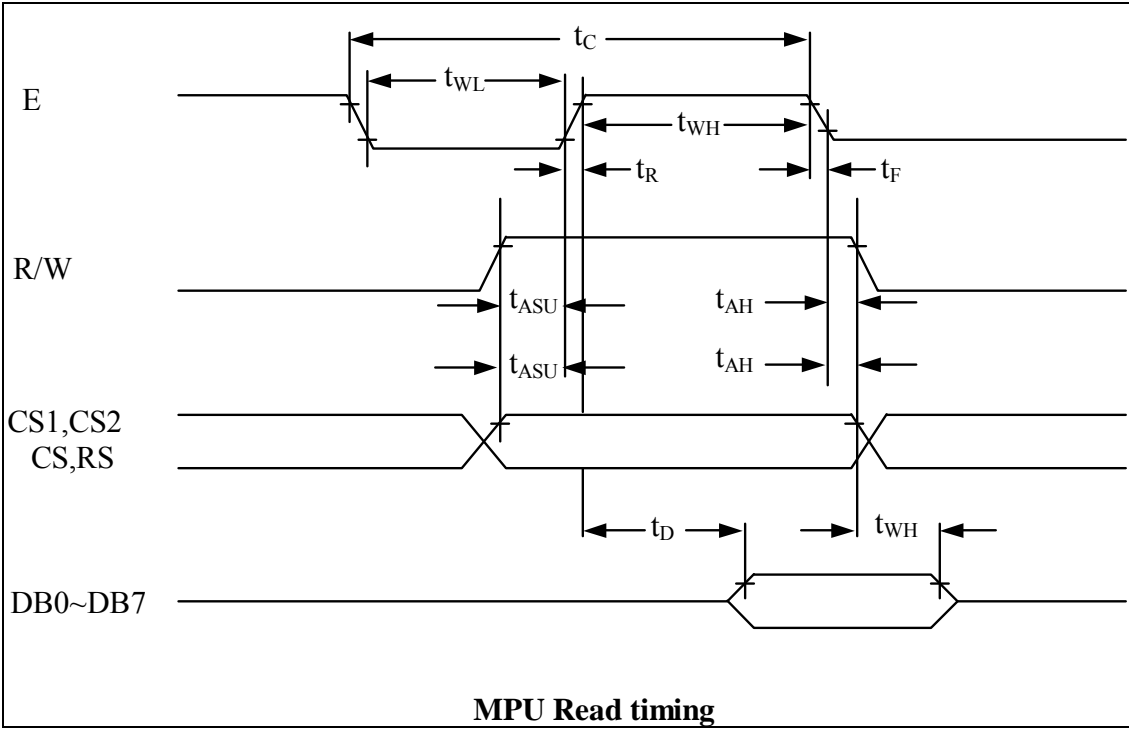 tC
E
tWL
tWH
tR
tF
R/W
tASU
tAH
tASU
tAH
CS1,CS2
CS,RS
tD
tWH
DB0~DB7
MPU Read timing